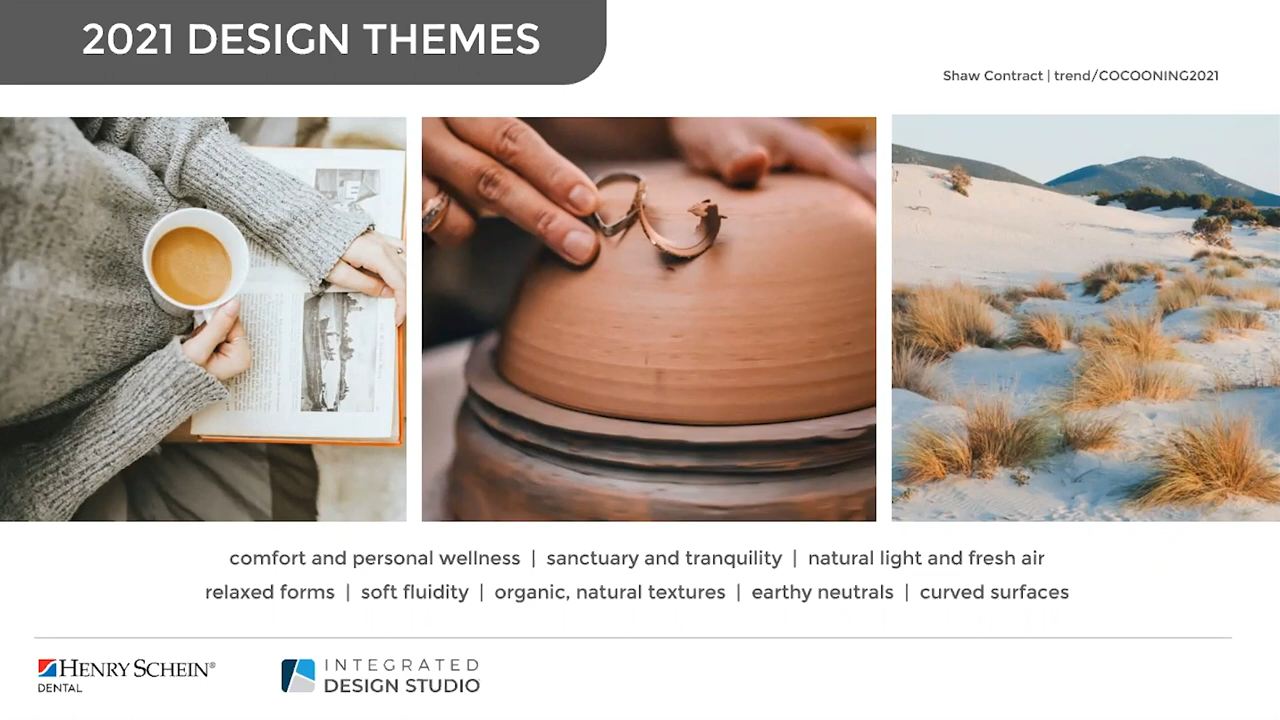 2021 DESIGN THEMES
Shaw Contract | trend/COCOONING2021
comfort and personal wellness | sanctuary and tranquility | natural light and fresh air
relaxed forms | soft fluidity | organic, natural textures | earthy neutrals | curved surfaces
HENRY SCHEIN®
DENTAL
INTEGRATED
DESIGN STUDIO